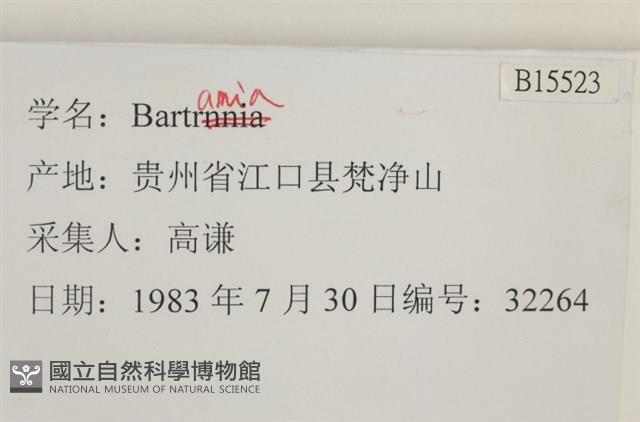 B15523
amia
学名：Bartrnnia
产地：贵州省江口县梵净山
采集人：高谦
日期：1983 年 7 月 30 日编号：32264
國立自然科學博物館
NATIONAL MUSEUM OF NATURAL SCIENCE